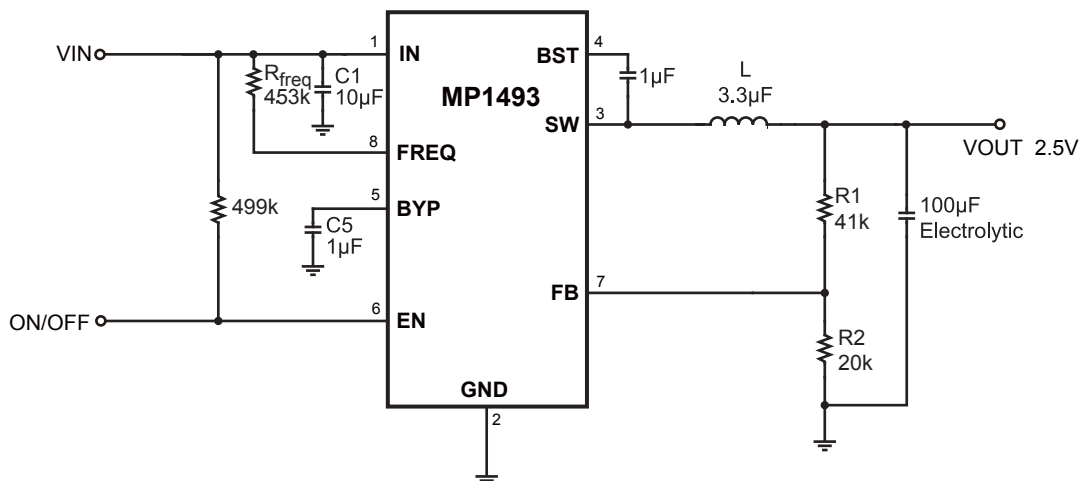 VIN
1
IN
BST
4
Rfreq
453k
C1
10µF
1µF
L
3.3µF
MP1493
SW
3
VOUT 2.5V
8
FREQ
499k
5
BYP
C5
1µF
R1
41k
100µF
Electrolytic
FB
7
ON/OFF
6
EN
R2
20k
GND
2